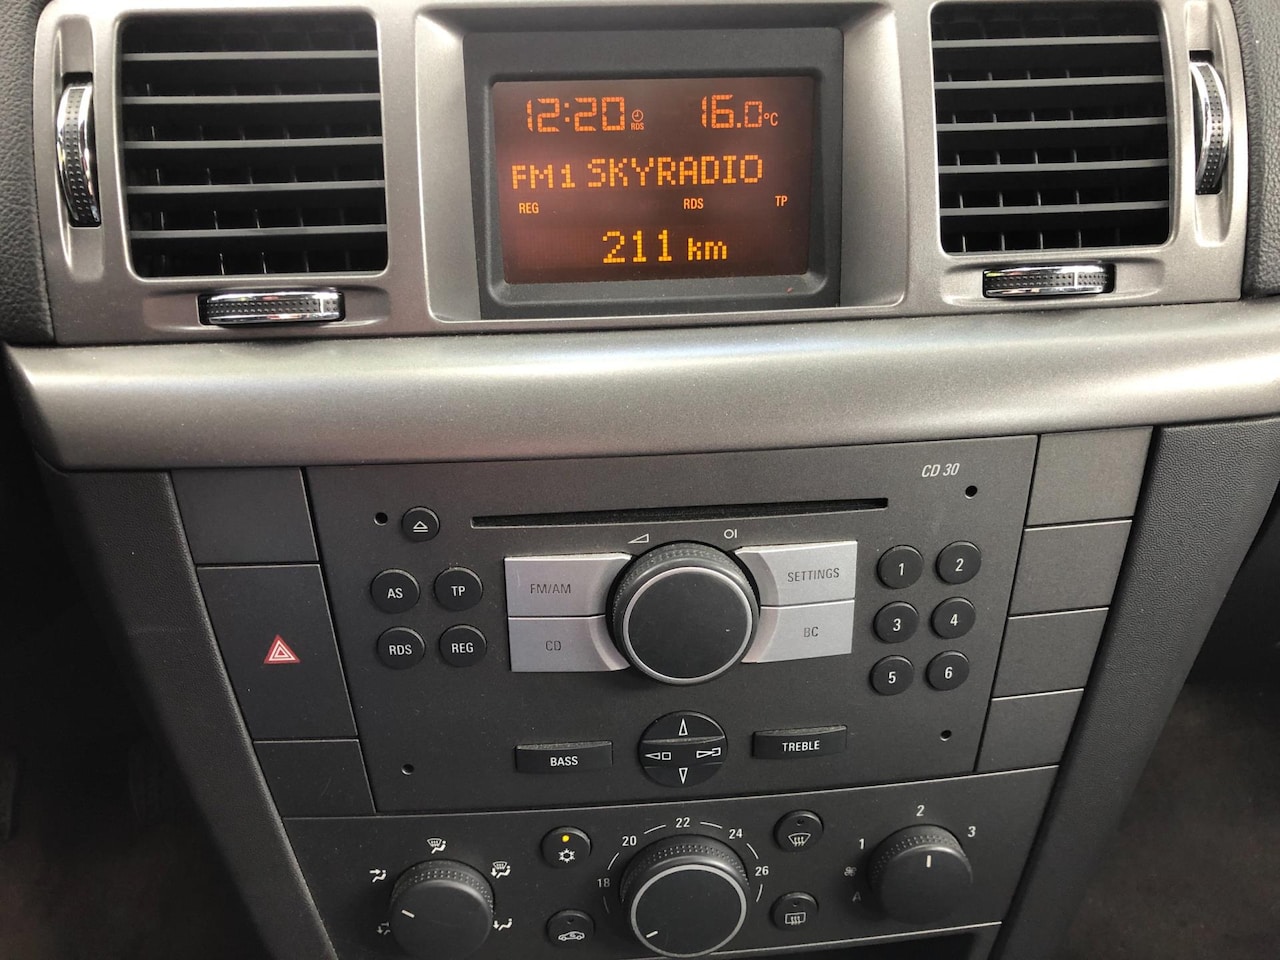 12:20 RDS 16.0°C
FM1 SKYRADIO
REG RDS TP
211 km
CD 30
AS TP
RDS REG
FM/AM
CD
SETTINGS
BC
1 2
3 4
5 6
BASS
TREBLE
18 20 22 24 26
A 1 2 3